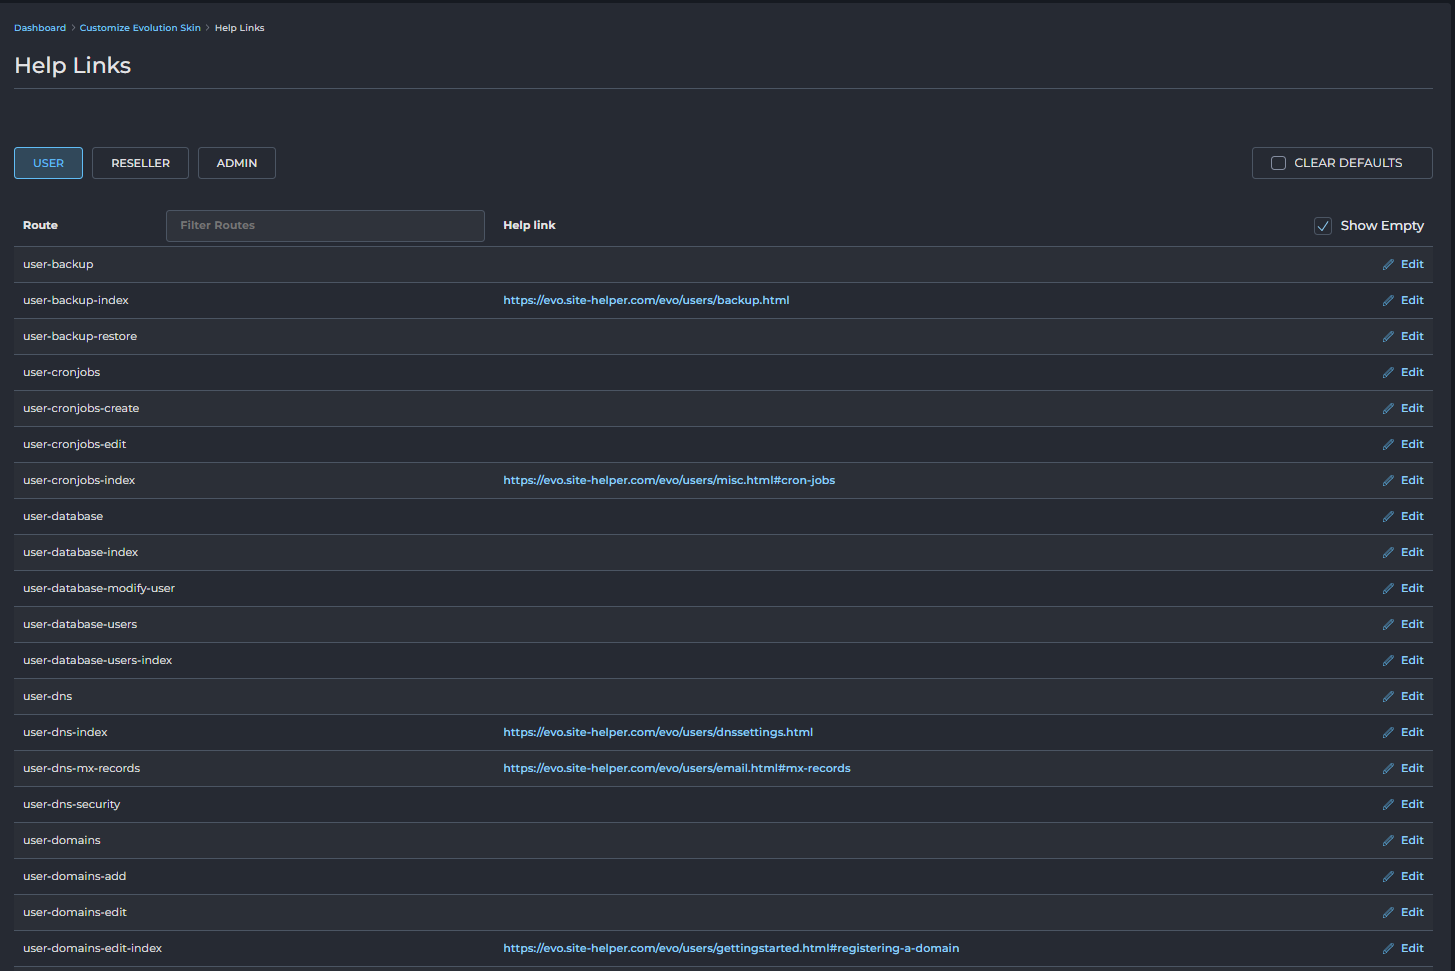 Dashboard > Customize Evolution Skin > Help Links
Help Links
USER RESELLER ADMIN CLEAR DEFAULTS
Route Filter Routes Help link Show Empty
user-backup Edit
user-backup-index https://evo.site-helper.com/evo/users/backup.html Edit
user-backup-restore Edit
user-cronjobs Edit
user-cronjobs-create Edit
user-cronjobs-edit Edit
user-cronjobs-index https://evo.site-helper.com/evo/users/misc.html#cron-jobs Edit
user-database Edit
user-database-index Edit
user-database-modify-user Edit
user-database-users Edit
user-database-users-index Edit
user-dns Edit
user-dns-index https://evo.site-helper.com/evo/users/dnssettings.html Edit
user-dns-mx-records https://evo.site-helper.com/evo/users/email.html#mx-records Edit
user-dns-security Edit
user-domains Edit
user-domains-add Edit
user-domains-edit Edit
user-domains-edit-index https://evo.site-helper.com/evo/users/gettingstarted.html#registering-a-domain Edit